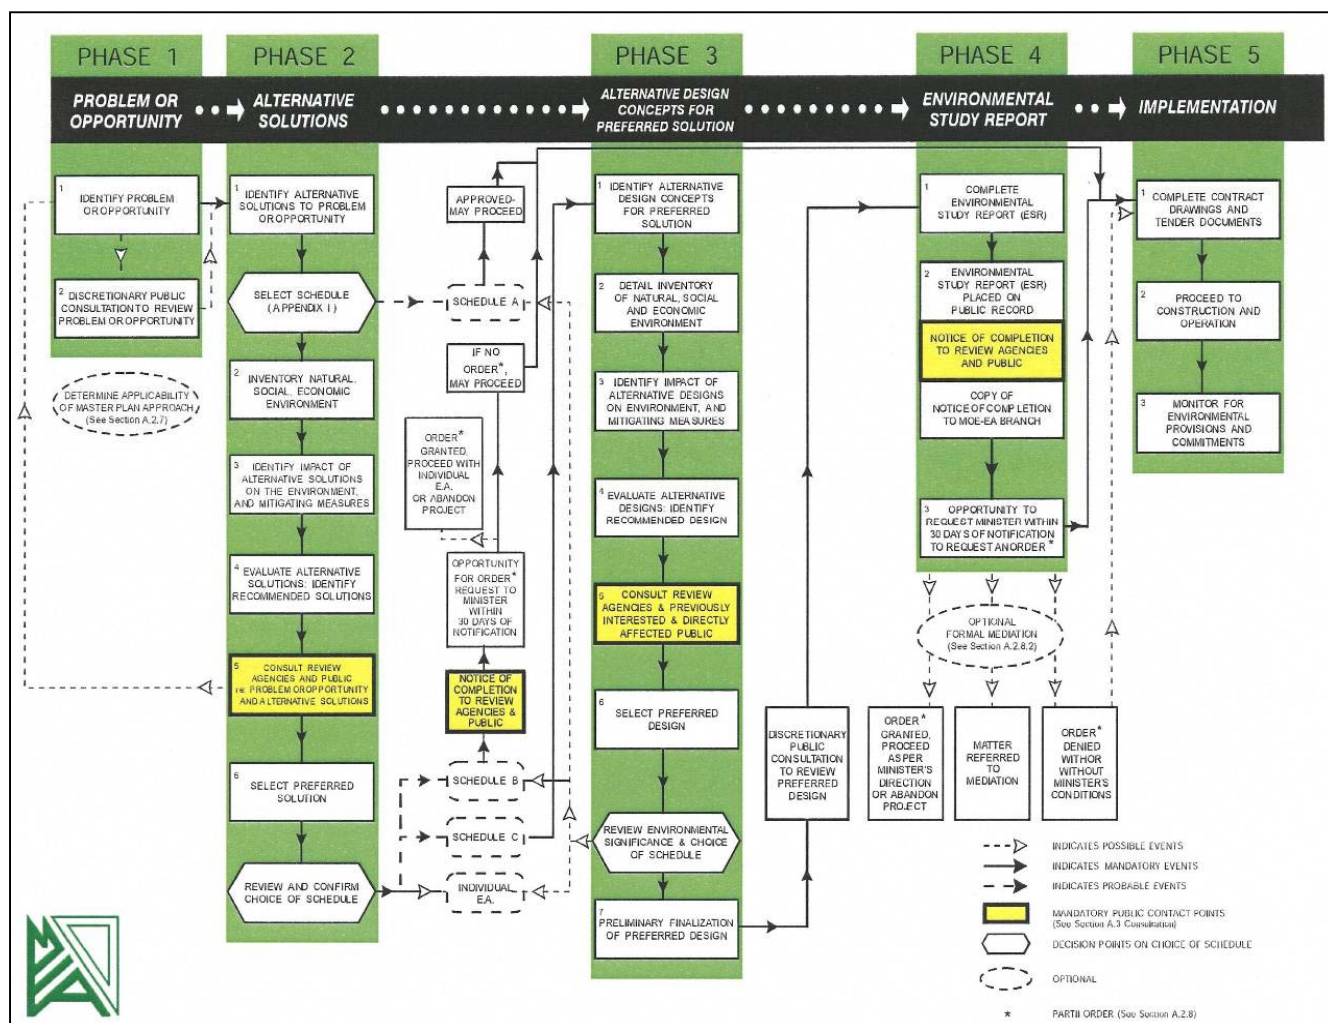 PHASE 1
PHASE 2
PHASE 3
PHASE 4
PHASE 5
PROBLEM OR
OPPORTUNITY
ALTERNATIVE
SOLUTIONS
ALTERNATIVE DESIGN
CONCEPTS FOR
PREFERRED SOLUTION
ENVIRONMENTAL
STUDY REPORT
IMPLEMENTATION
1
IDENTIFY PROBLEM
OR OPPORTUNITY
2
DISCRETIONARY PUBLIC
CONSULTATION TO REVIEW
PROBLEM OR OPPORTUNITY
DETERMINE APPLICABILITY
OF MASTER PLAN APPROACH
(See Section A.2.7)
1
IDENTIFY ALTERNATIVE
SOLUTIONS TO PROBLEM
OR OPPORTUNITY
SELECT SCHEDULE
(APPENDIX I)
2
INVENTORY NATURAL,
SOCIAL, ECONOMIC
ENVIRONMENT
3
IDENTIFY IMPACT OF
ALTERNATIVE SOLUTIONS
ON THE ENVIRONMENT,
AND MITIGATING MEASURES
4
EVALUATE ALTERNATIVE
SOLUTIONS: IDENTIFY
RECOMMENDED SOLUTIONS
5
CONSULT REVIEW
AGENCIES AND PUBLIC
re: PROBLEM OR OPPORTUNITY
AND ALTERNATIVE SOLUTIONS
6
SELECT PREFERRED
SOLUTION
REVIEW AND CONFIRM
CHOICE OF SCHEDULE
APPROVED-
MAY PROCEED
SCHEDULE A
IF NO
ORDER*,
MAY PROCEED
ORDER*
GRANTED,
PROCEED WITH
INDIVIDUAL
E.A.
OR ABANDON
PROJECT
OPPORTUNITY
FOR ORDER*
REQUEST TO
MINISTER
WITHIN
30 DAYS OF
NOTIFICATION
NOTICE OF
COMPLETION
TO REVIEW
AGENCIES &
PUBLIC
SCHEDULE B
SCHEDULE C
INDIVIDUAL
E.A.
1
IDENTIFY ALTERNATIVE
DESIGN CONCEPTS
FOR PREFERRED
SOLUTION
2
DETAIL INVENTORY
OF NATURAL, SOCIAL
AND ECONOMIC
ENVIRONMENT
3
IDENTIFY IMPACT OF
ALTERNATIVE DESIGNS
ON ENVIRONMENT, AND
MITIGATING MEASURES
4
EVALUATE ALTERNATIVE
DESIGNS: IDENTIFY
RECOMMENDED DESIGN
5
CONSULT REVIEW
AGENCIES & PREVIOUSLY
INTERESTED & DIRECTLY
AFFECTED PUBLIC
6
SELECT PREFERRED
DESIGN
REVIEW ENVIRONMENTAL
SIGNIFICANCE & CHOICE
OF SCHEDULE
7
PRELIMINARY FINALIZATION
OF PREFERRED DESIGN
DISCRETIONARY
PUBLIC
CONSULTATION
TO REVIEW
PREFERRED
DESIGN
1
COMPLETE
ENVIRONMENTAL
STUDY REPORT (ESR)
2
ENVIRONMENTAL
STUDY REPORT (ESR)
PLACED ON
PUBLIC RECORD
NOTICE OF COMPLETION
TO REVIEW AGENCIES
AND PUBLIC
COPY OF
NOTICE OF COMPLETION
TO MOE-EA BRANCH
3
OPPORTUNITY TO
REQUEST MINISTER WITHIN
30 DAYS OF NOTIFICATION
TO REQUEST AN ORDER*
OPTIONAL
FORMAL MEDIATION
(See Section A.2.8.2)
ORDER*
GRANTED,
PROCEED
AS PER
MINISTER'S
DIRECTION
OR ABANDON
PROJECT
MATTER
REFERRED
TO
MEDIATION
ORDER*
DENIED
WITH OR
WITHOUT
MINISTER'S
CONDITIONS
1
COMPLETE CONTRACT
DRAWINGS AND
TENDER DOCUMENTS
2
PROCEED TO
CONSTRUCTION AND
OPERATION
3
MONITOR FOR
ENVIRONMENTAL
PROVISIONS AND
COMMITMENTS
INDICATES POSSIBLE EVENTS
INDICATES MANDATORY EVENTS
INDICATES PROBABLE EVENTS
MANDATORY PUBLIC CONTACT POINTS
(See Section A.3 Consultation)
DECISION POINTS ON CHOICE OF SCHEDULE
OPTIONAL
* PART II ORDER (See Section A.2.8)
MEA